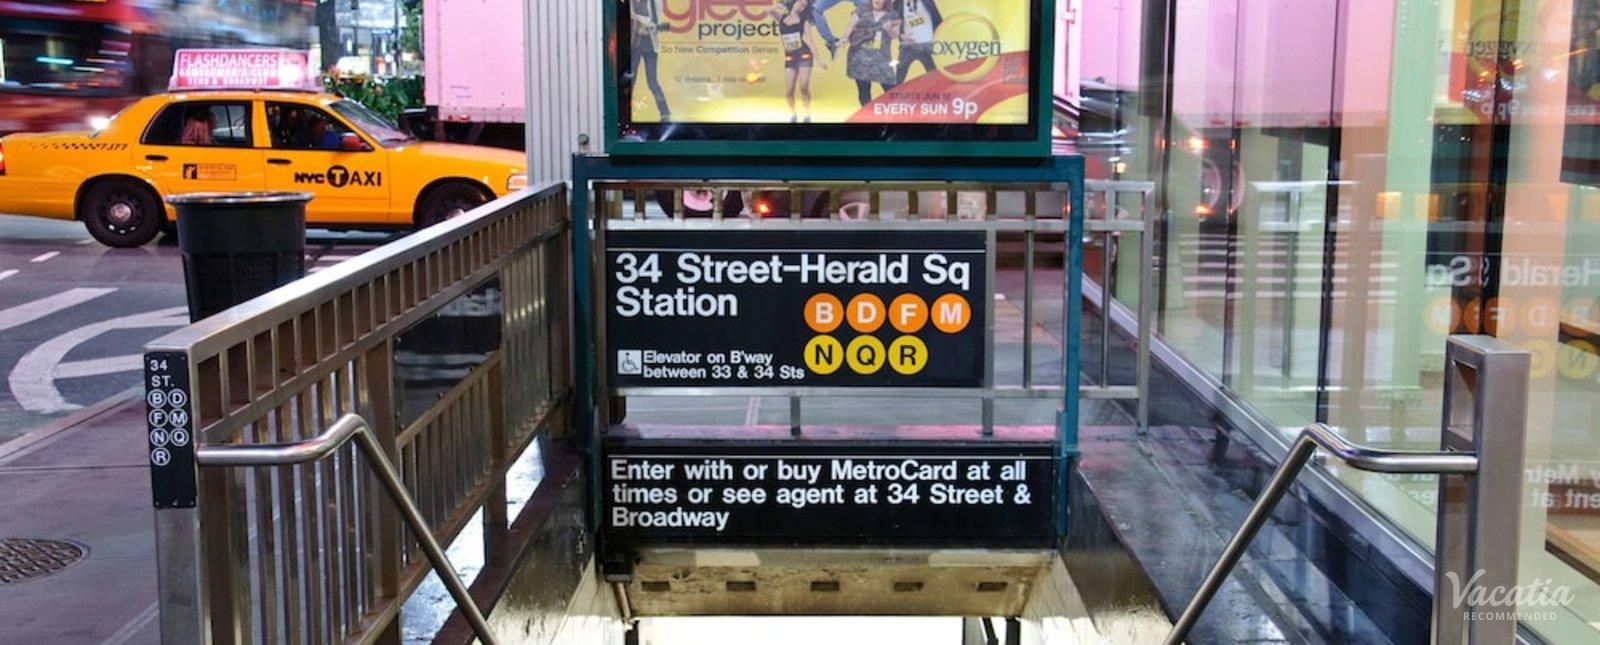 FLASHDANCERS
GENTLEMEN'S CLUB
NYC TAXI
glee
project
So New Competition Series
oxygen
EVERY SUN 9p
34 Street-Herald Sq
Station
B D F M
N Q R
Elevator on B'way
between 33 & 34 Sts
34
ST.
B D
F M
N Q
R
Enter with or buy MetroCard at all
times or see agent at 34 Street &
Broadway
Vacatia
RECOMMENDED